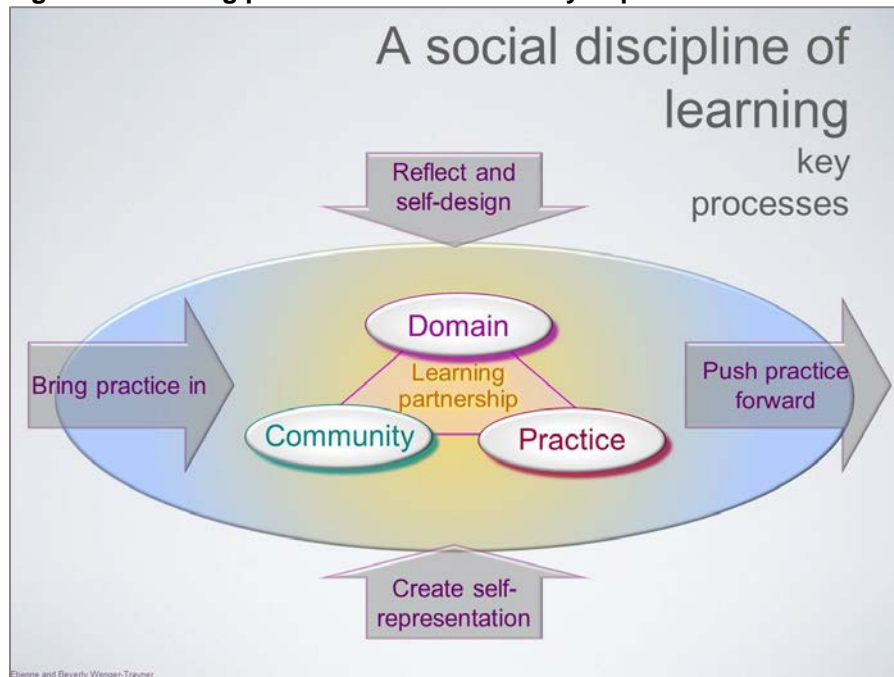 A social discipline of
learning
key
processes
Reflect and
self-design
Domain
Bring practice in
Learning
partnership
Push practice
forward
Community
Practice
Create self-
representation
Etienne and Beverly Wenger-Trayner